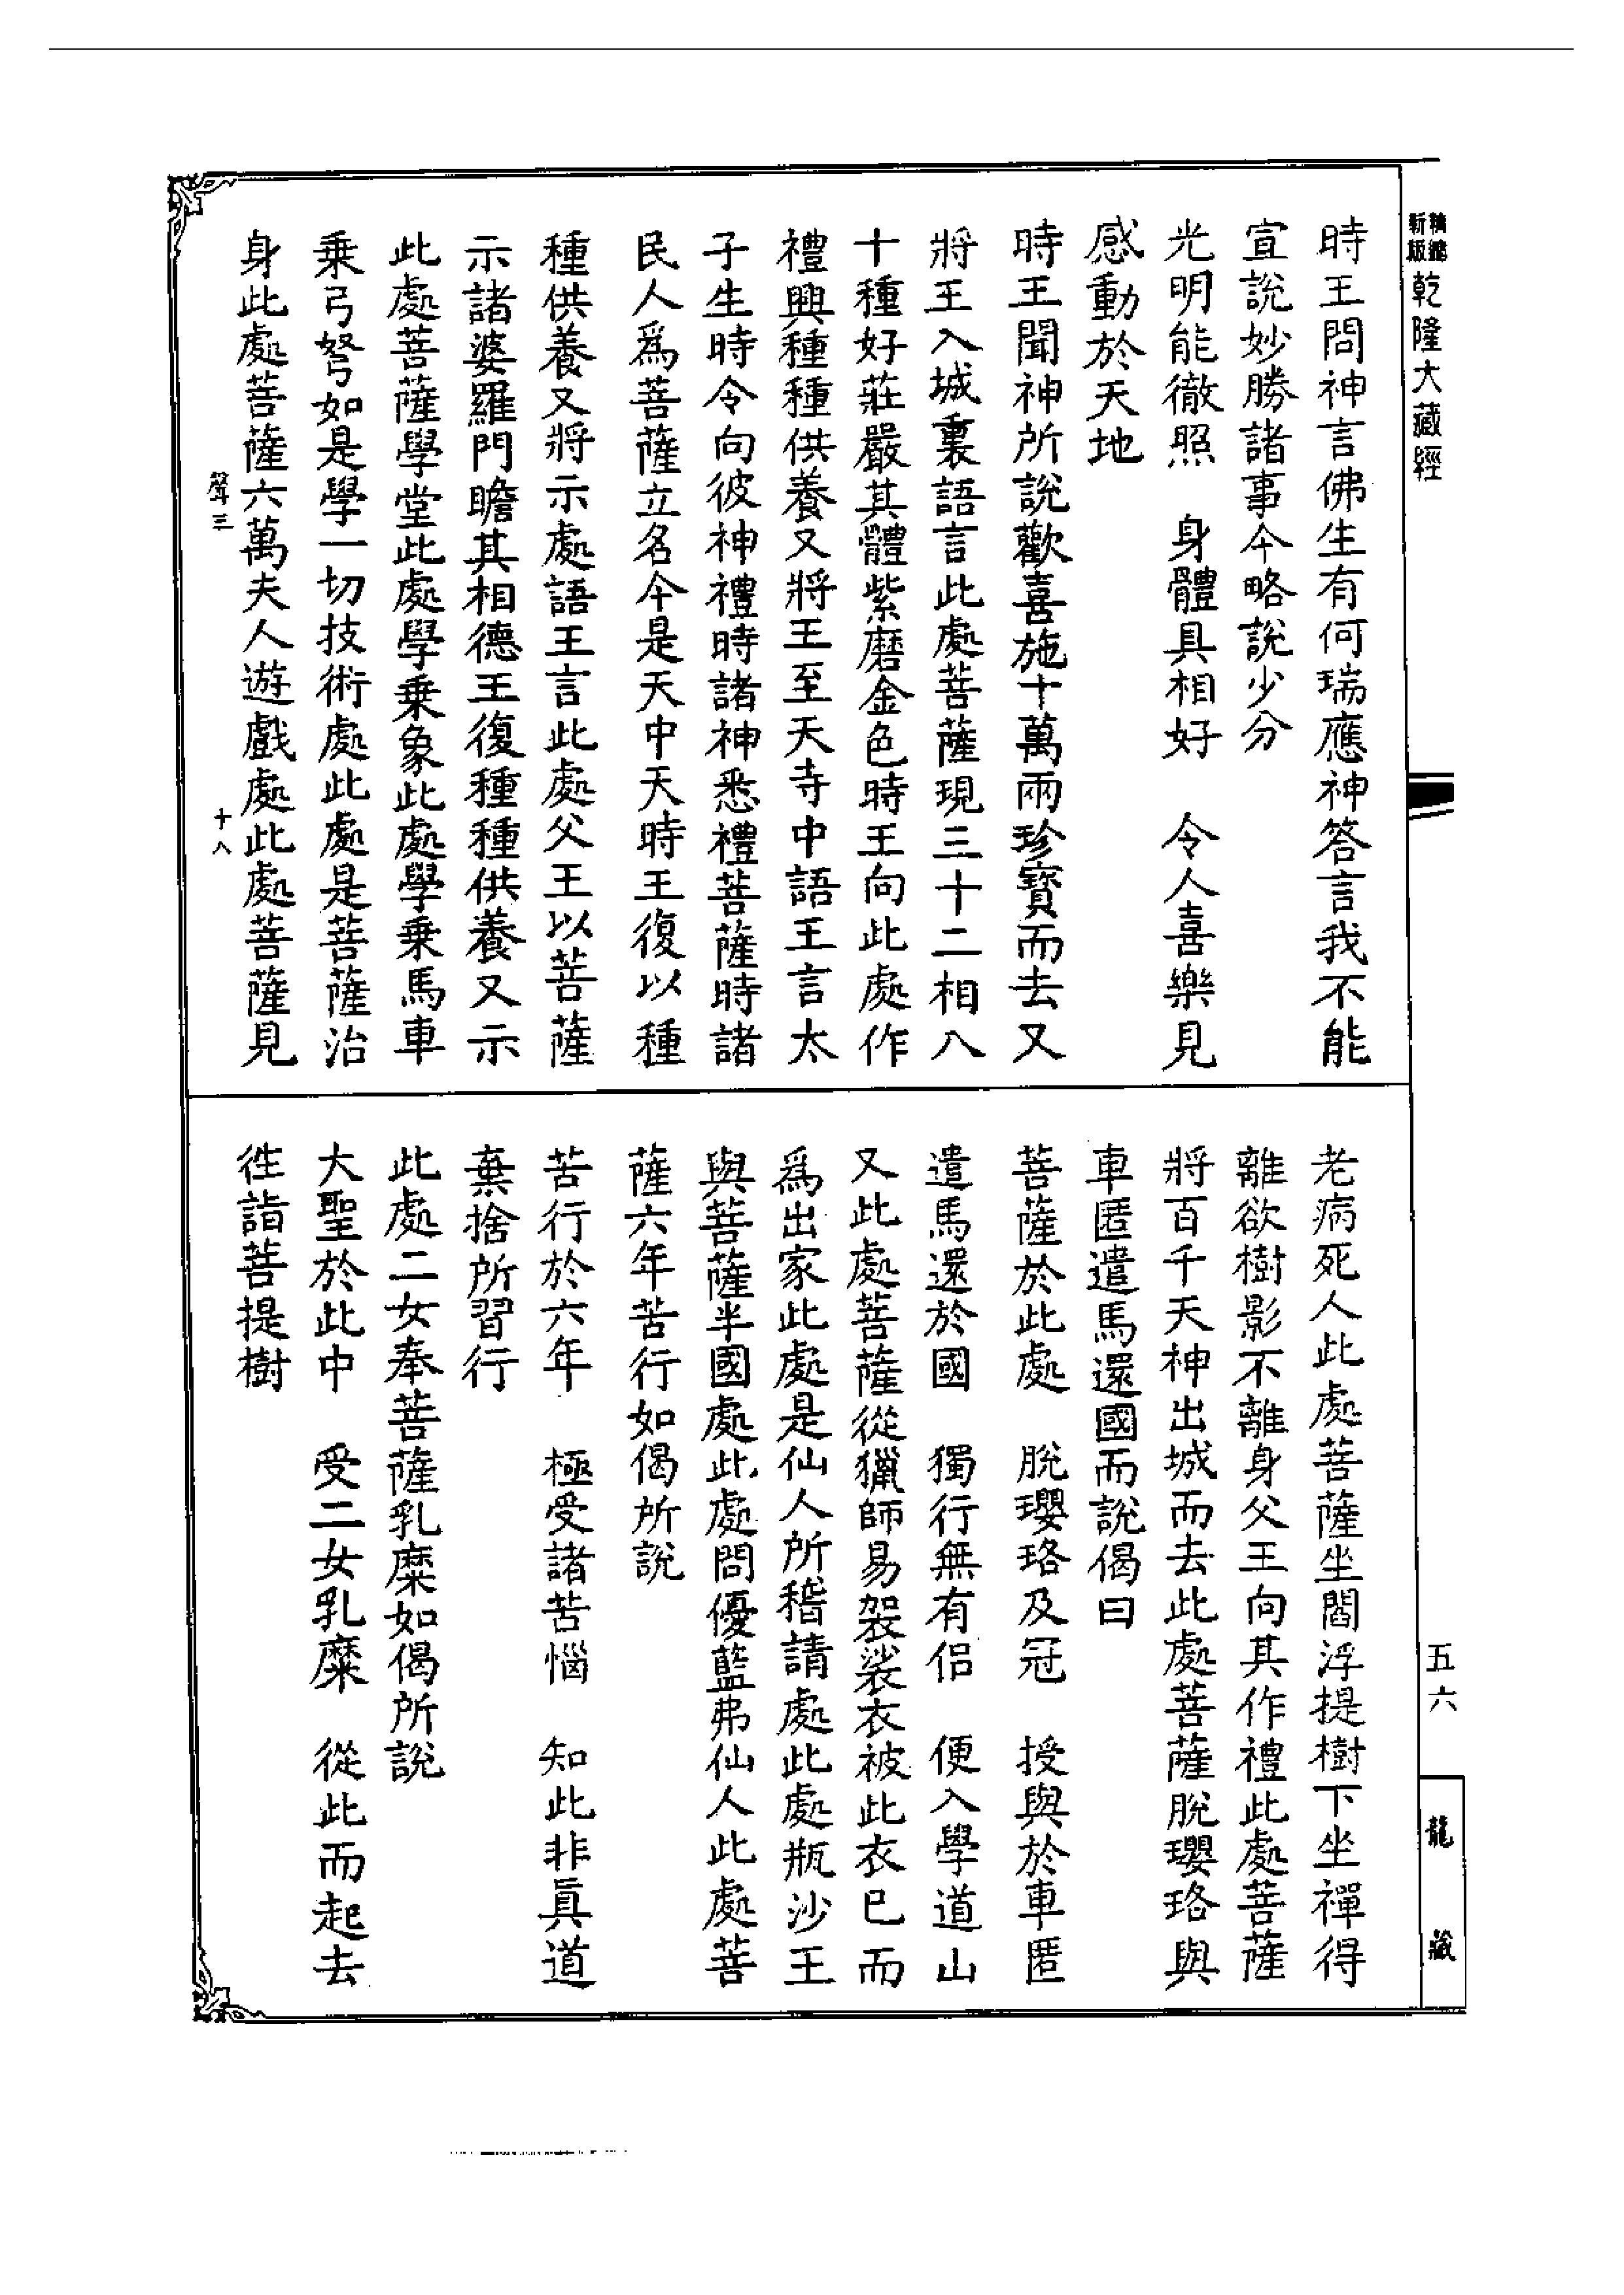 精縮新版乾隆大藏經
時王問神言佛生有何瑞應神答言我不能
宣說妙勝諸事今略說少分
光明能徹照　身體具相好　令人喜樂見
感動於天地
時王聞神所說歡喜施十萬兩珍寶而去又
將王入城裏語言此處菩薩現三十二相八
十種好莊嚴其體紫磨金色時王向此處作
禮興種種供養又將王至天寺中語王言太
子生時令向彼神禮時諸神悉禮菩薩時諸
民人為菩薩立名今是天中天時王復以種
種供養又將示處語王言此處父王以菩薩
示諸婆羅門瞻其相德王復種種供養又示
此處菩薩學堂此處學乗象此處學乗馬車
乗弓弩如是學一切技術處此處是菩薩治
身此處菩薩六萬夫人遊戲處此處菩薩見
聲三　十八
老病死人此處菩薩坐閻浮提樹下坐禪得
離欲樹影不離身父王向其作禮此處菩薩
將百千天神出城而去此處菩薩脫瓔珞與
車匿遣馬還國而說偈曰
菩薩於此處　脫瓔珞及冠　授與於車匿
遣馬還於國　獨行無有侶　便入學道山
又此處菩薩從獵師易袈裟衣被此衣已而
為出家此處是仙人所稽請處此處瓶沙王
與菩薩半國處此處問優藍弗仙人此處菩
薩六年苦行如偈所說
苦行於六年　極受諸苦惱　知此非真道
棄捨所習行
此處二女奉菩薩乳糜如偈所說
大聖於此中　受二女乳糜　從此而起去
往詣菩提樹
五六
龍藏